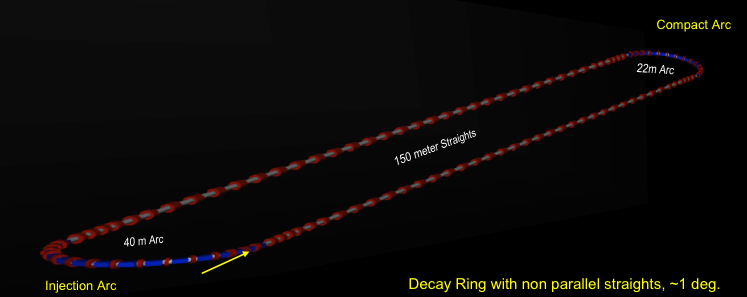 Compact Arc
22m Arc
150 meter Straights
40 m Arc
Injection Arc
Decay Ring with non parallel straights, ~1 deg.